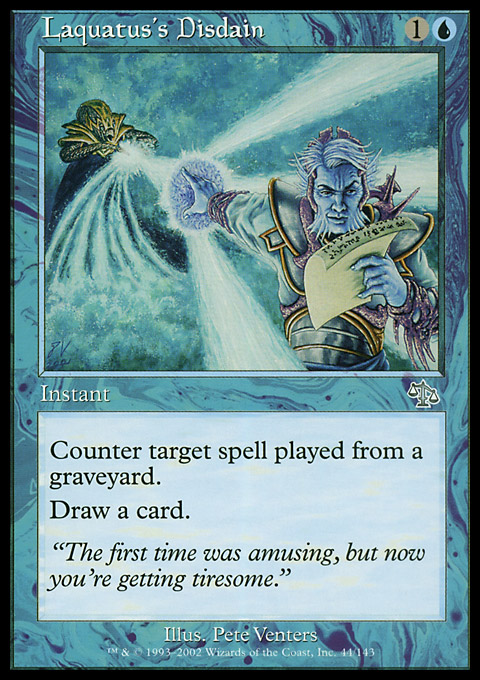 Laquatus's Disdain 1
Instant
Counter target spell played from a
graveyard.
Draw a card.
“The first time was amusing, but now
you're getting tiresome.”
Illus. Pete Venters
™ & © 1993–2002 Wizards of the Coast, Inc. 44/143